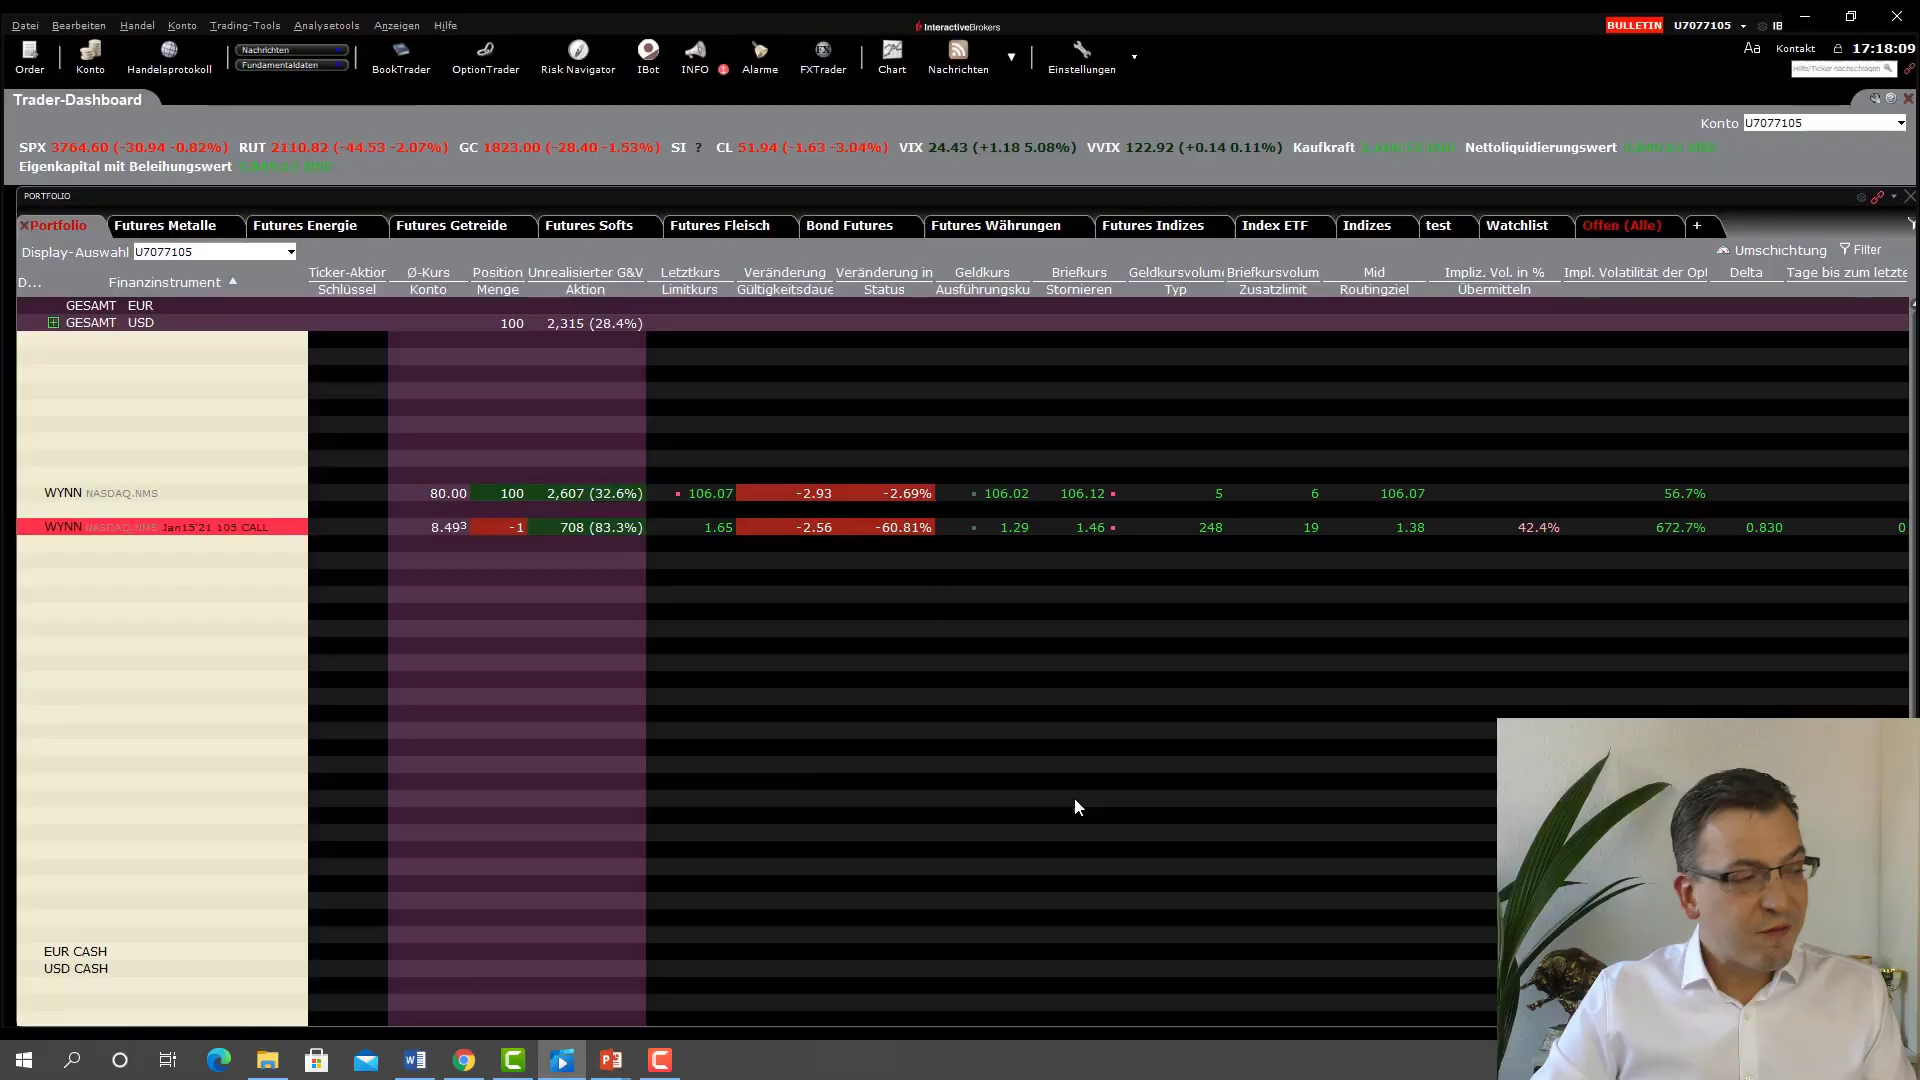 Datei Bearbeiten Handel Konto Trading-Tools Analysetools Anzeigen Hilfe InteractiveBrokers BULLETIN U7077105 IB
Order Konto Handelsprotokoll Nachrichten Fundamentaldaten BookTrader OptionTrader Risk Navigator IBot INFO 1 Alarme FXTrader Chart Nachrichten Einstellungen
Aa Kontakt 17:18:09
Hilfe/Ticker nachschlagen
Trader-Dashboard
Konto U7077105
SPX 3764.60 (-30.94 -0.82%) RUT 2110.82 (-44.53 -2.07%) GC 1823.00 (-28.40 -1.53%) SI ? CL 51.94 (-1.63 -3.04%) VIX 24.43 (+1.18 5.08%) VVIX 122.92 (+0.14 0.11%) Kaufkraft Nettoliquidierungswert
Eigenkapital mit Beleihungswert
PORTFOLIO
Portfolio Futures Metalle Futures Energie Futures Getreide Futures Softs Futures Fleisch Bond Futures Futures Währungen Futures Indizes Index ETF Indizes test Watchlist Offen (Alle) +
Display-Auswahl U7077105 Umschichtung Filter
D... Finanzinstrument
Ticker-Aktior Ø-Kurs Position Unrealisierter G&V Letztkurs Veränderung Veränderung in Geldkurs Briefkurs Geldkursvolum Briefkursvolum Mid Impliz. Vol. in % Impl. Volatilität der Opt Delta Tage bis zum letzte
Schlüssel Konto Menge Aktion Limitkurs Gültigkeitsdaue Status Ausführungsku Stornieren Typ Zusatzlimit Routingziel Übermitteln
GESAMT EUR
GESAMT USD 100 2,315 (28.4%)
WYNN NASDAQ.NMS 80.00 100 2,607 (32.6%) 106.07 -2.93 -2.69% 106.02 106.12 5 6 106.07 56.7%
WYNN NASDAQ.NMS Jan15'21 105 CALL 8.49³ -1 708 (83.3%) 1.65 -2.56 -60.81% 1.29 1.46 248 19 1.38 42.4% 672.7% 0.830 0
EUR CASH
USD CASH